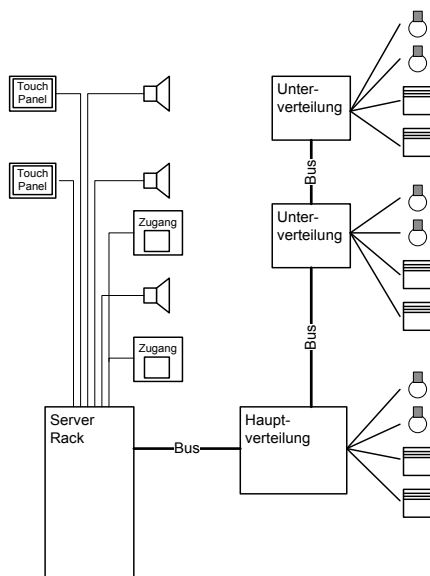 Touch
Panel
Unter-
verteilung
Bus
Touch
Panel
Zugang
Unter-
verteilung
Bus
Zugang
Server
Rack
Bus
Haupt-
verteilung